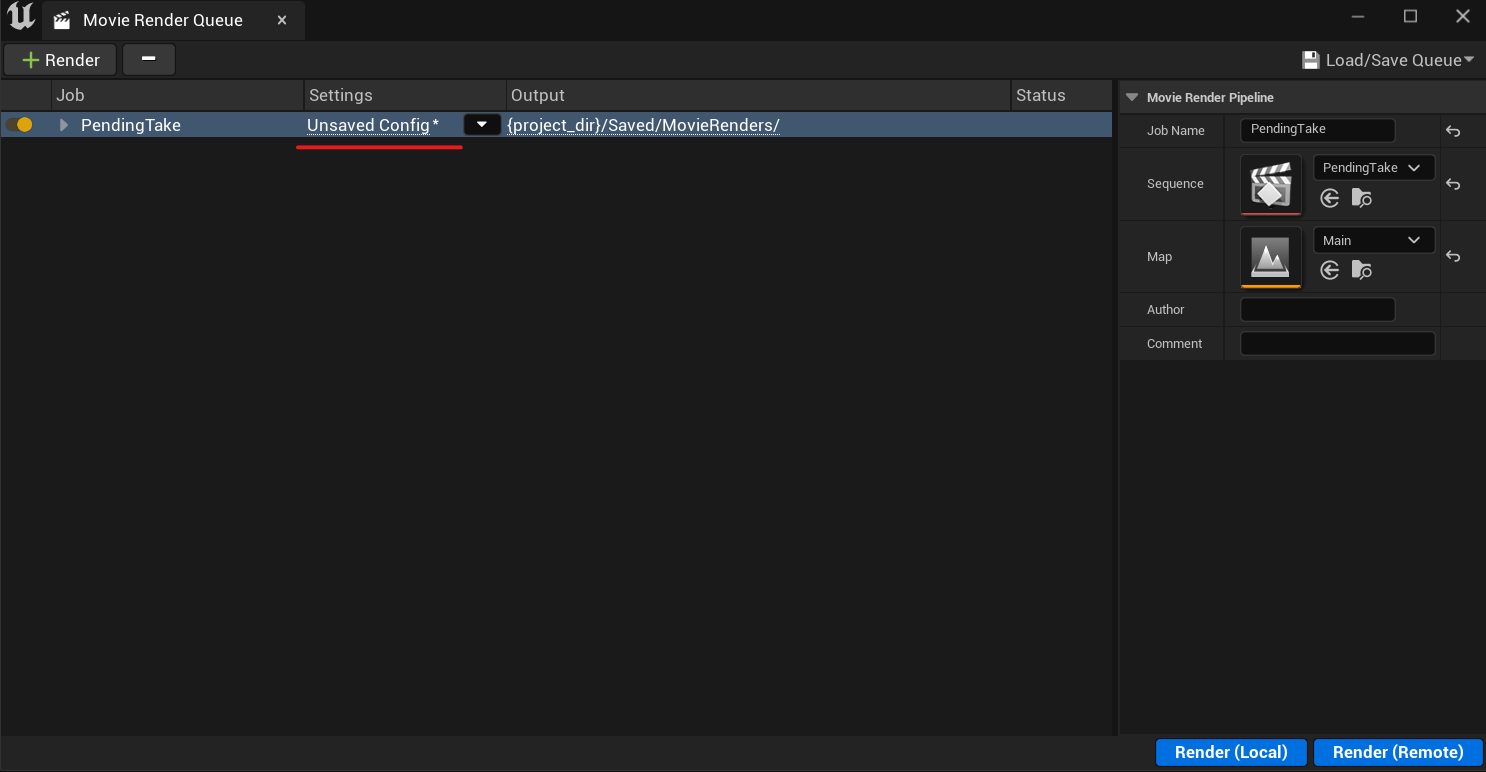 Movie Render Queue
Render
Load/Save Queue
Job Settings Output Status
PendingTake Unsaved Config* {project_dir}/Saved/MovieRenders/
Movie Render Pipeline
Job Name PendingTake
Sequence PendingTake
Map Main
Author
Comment
Render (Local) Render (Remote)